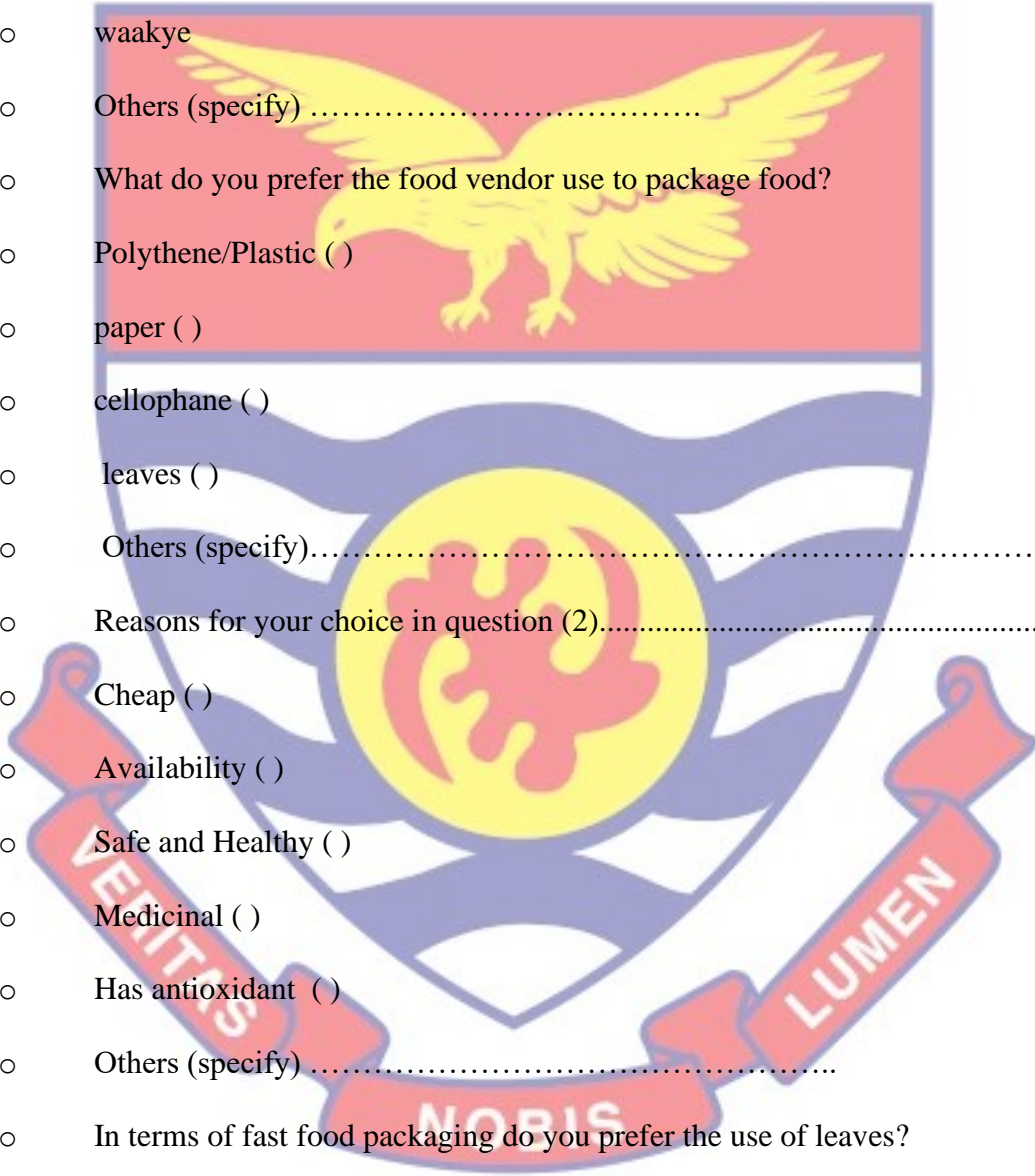 o waakye
o Others (specify) ……………………………….
o What do you prefer the food vendor use to package food?
o Polythene/Plastic ( )
o paper ( )
o cellophane ( )
o leaves ( )
o Others (specify)……………………………………………………………
o Reasons for your choice in question (2)........................................................
o Cheap ( )
o Availability ( )
o Safe and Healthy ( )
o Medicinal ( )
o Has antioxidant ( )
o Others (specify) …………………………………………..
o In terms of fast food packaging do you prefer the use of leaves?
VERITAS
NOBIS
LUMEN